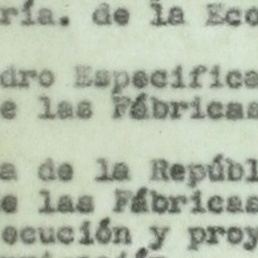 ría. de la Eco
dro Especifica
e las Fábricas
a de la Repúbl
e las Fábricas
ecución y proy